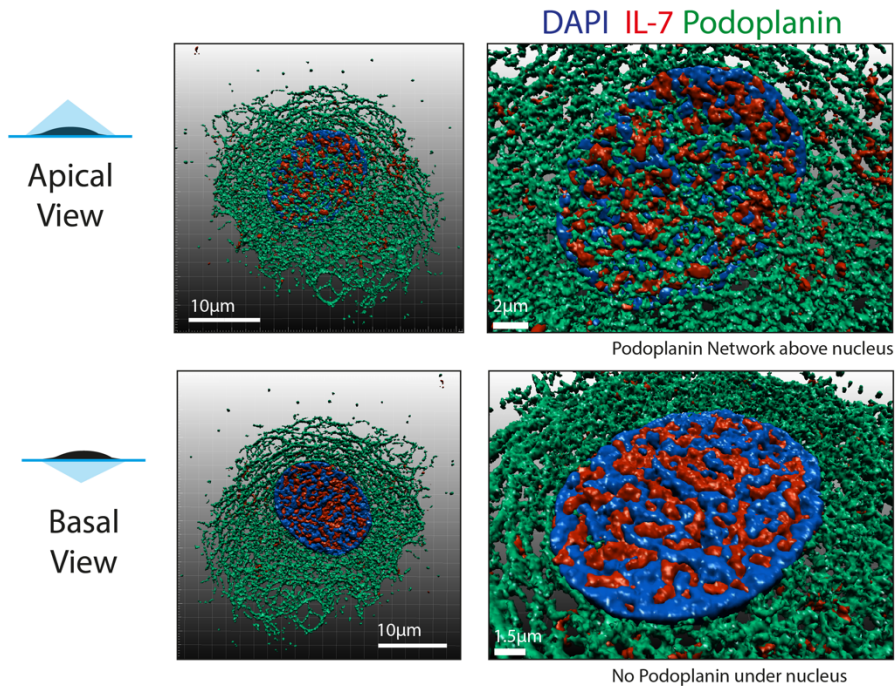 DAPI IL-7 Podoplanin
Apical
View
10μm
2μm
Podoplanin Network above nucleus
Basal
View
10μm
1.5μm
No Podoplanin under nucleus